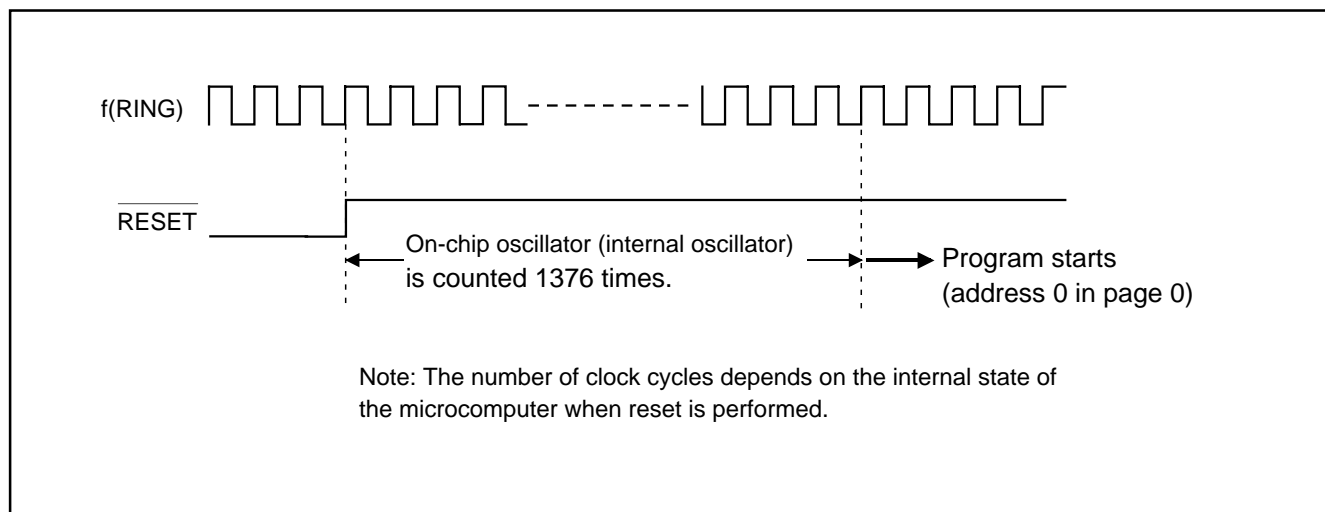 f(RING)
RESET
On-chip oscillator (internal oscillator)
is counted 1376 times.
Program starts
(address 0 in page 0)
Note: The number of clock cycles depends on the internal state of
the microcomputer when reset is performed.